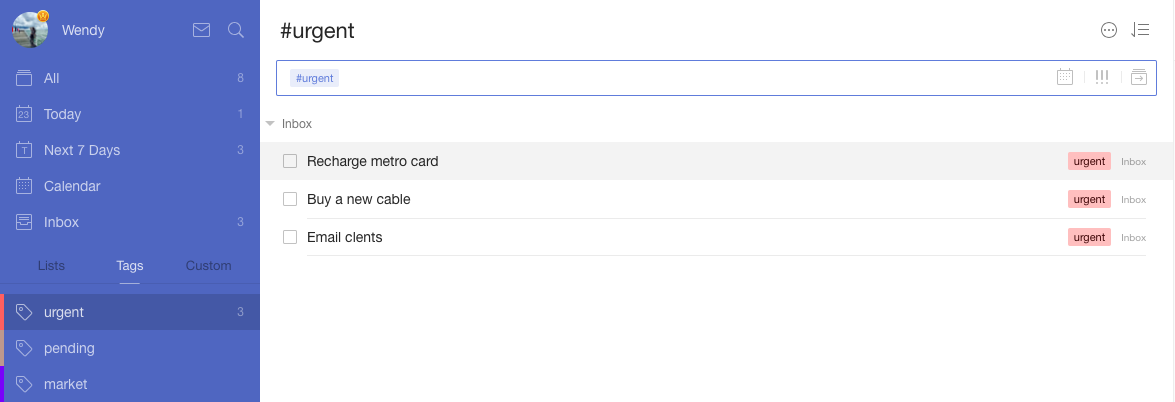 Wendy
All 8
23 Today 1
T Next 7 Days 3
Calendar
Inbox 3
Lists Tags Custom
urgent 3
pending
market
#urgent
#urgent !!!
Inbox
Recharge metro card urgent Inbox
Buy a new cable urgent Inbox
Email clents urgent Inbox